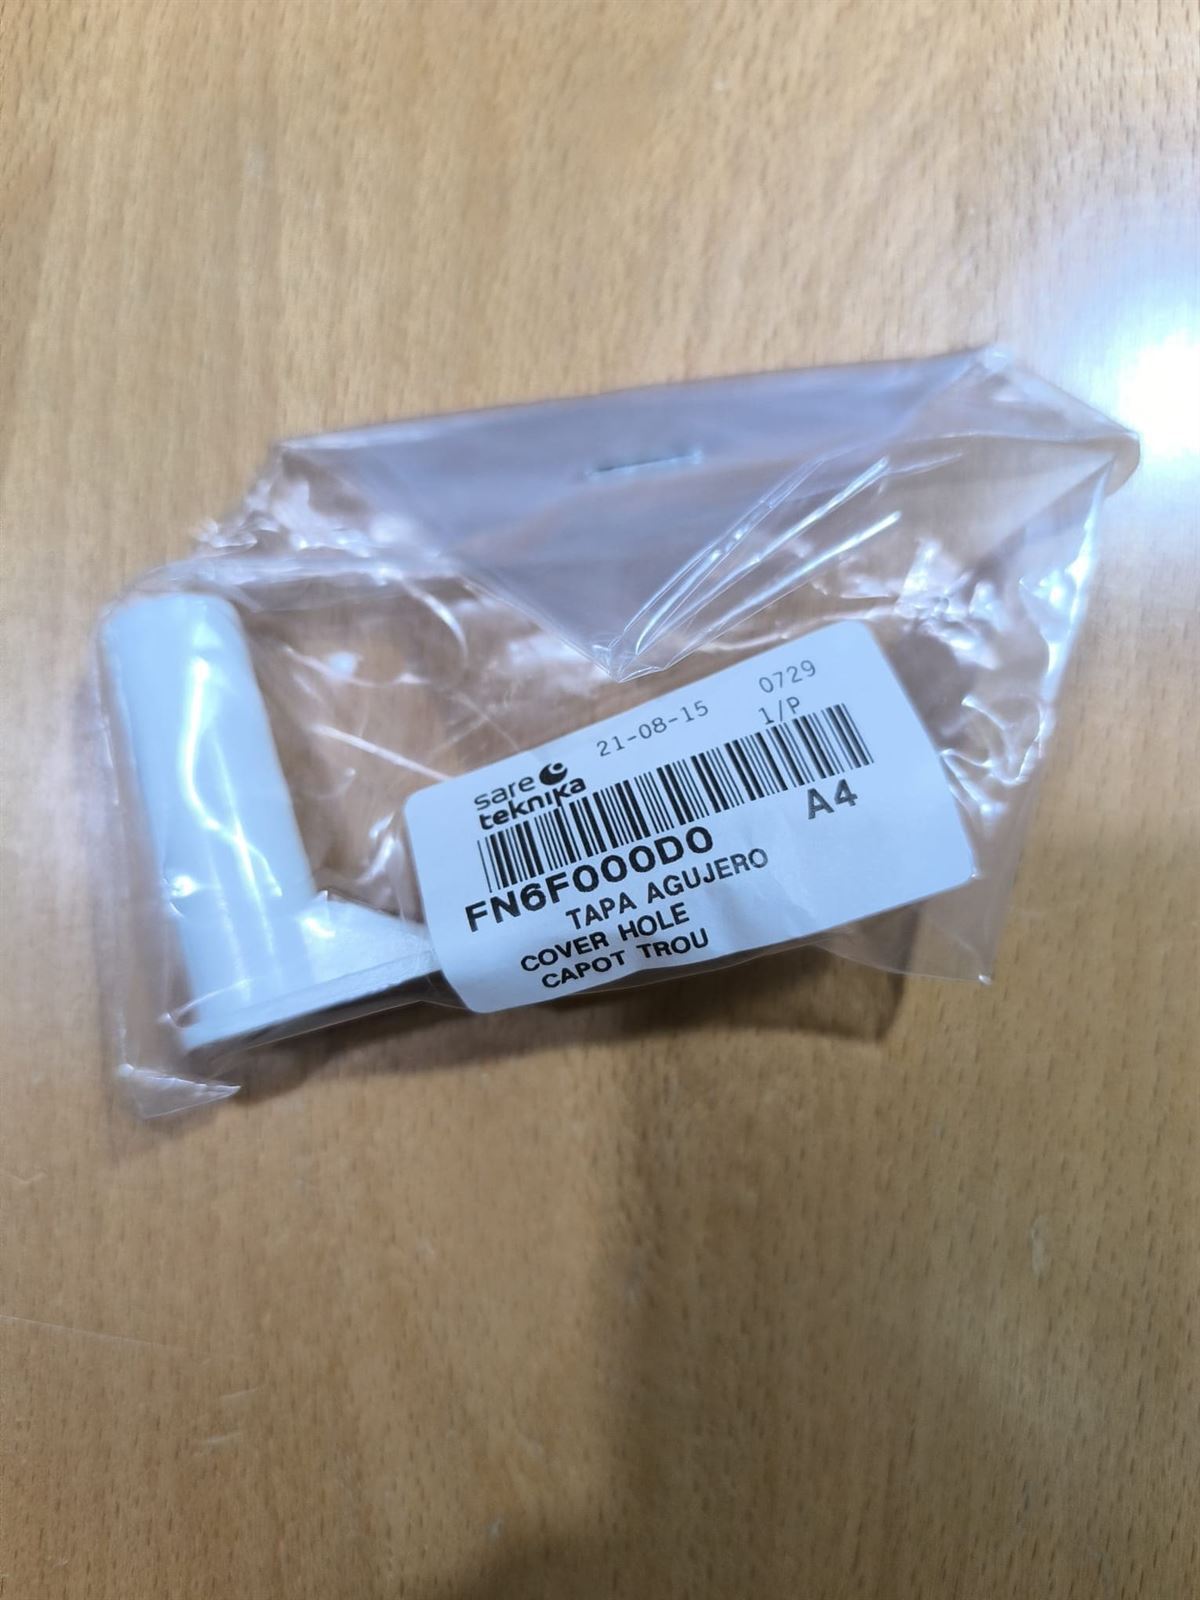 21-08-15 0729
1/P
sare
teknika
FN6F000D0 A4
TAPA AGUJERO
COVER HOLE
CAPOT TROU